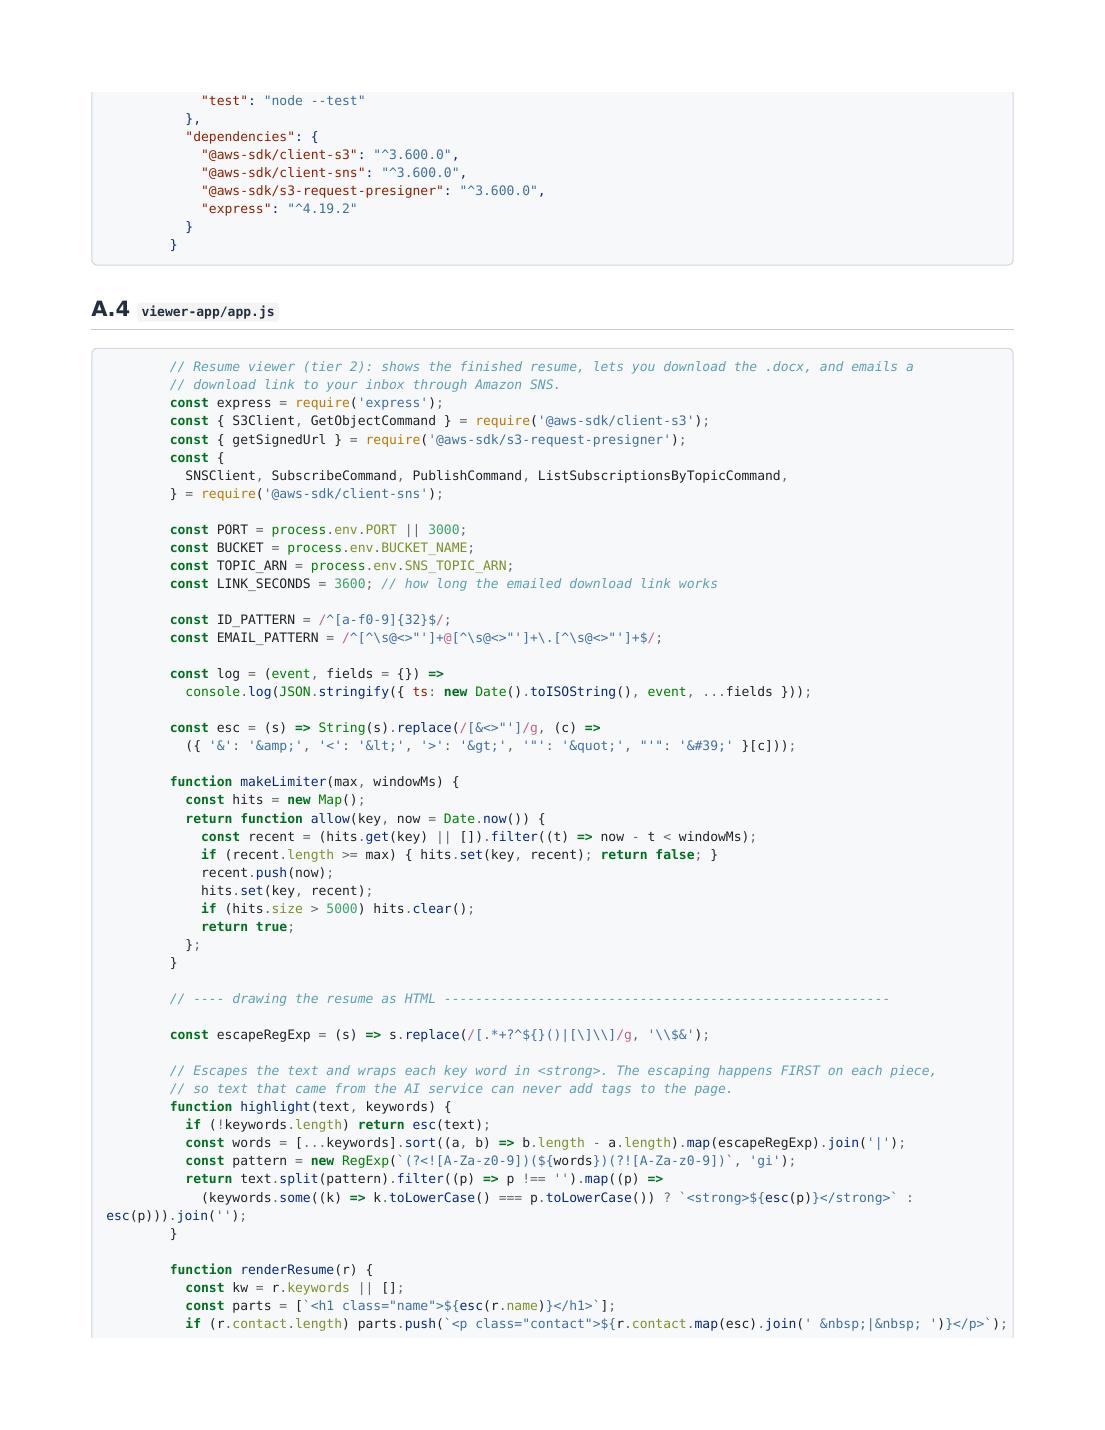 "test": "node --test"
},
"dependencies": {
"@aws-sdk/client-s3": "^3.600.0",
"@aws-sdk/client-sns": "^3.600.0",
"@aws-sdk/s3-request-presigner": "^3.600.0",
"express": "^4.19.2"
}
}
A.4 viewer-app/app.js
// Resume viewer (tier 2): shows the finished resume, lets you download the .docx, and emails a
// download link to your inbox through Amazon SNS.
const express = require('express');
const { S3Client, GetObjectCommand } = require('@aws-sdk/client-s3');
const { getSignedUrl } = require('@aws-sdk/s3-request-presigner');
const {
SNSClient, SubscribeCommand, PublishCommand, ListSubscriptionsByTopicCommand,
} = require('@aws-sdk/client-sns');
const PORT = process.env.PORT || 3000;
const BUCKET = process.env.BUCKET_NAME;
const TOPIC_ARN = process.env.SNS_TOPIC_ARN;
const LINK_SECONDS = 3600; // how long the emailed download link works
const ID_PATTERN = /^[a-f0-9]{32}$/;
const EMAIL_PATTERN = /^[^\s@<>"']+@[^\s@<>"']+\.[^\s@<>"']+$/;
const log = (event, fields = {}) =>
console.log(JSON.stringify({ ts: new Date().toISOString(), event, ...fields }));
const esc = (s) => String(s).replace(/[&<>"']/g, (c) =>
({ '&': '&amp;', '<': '&lt;', '>': '&gt;', '"': '&quot;', "'": '&#39;' }[c]));
function makeLimiter(max, windowMs) {
const hits = new Map();
return function allow(key, now = Date.now()) {
const recent = (hits.get(key) || []).filter((t) => now - t < windowMs);
if (recent.length >= max) { hits.set(key, recent); return false; }
recent.push(now);
hits.set(key, recent);
if (hits.size > 5000) hits.clear();
return true;
};
}
// ---- drawing the resume as HTML ---------------------------------------------------------
const escapeRegExp = (s) => s.replace(/[.*+?^${}()|[\]\\]/g, '\\$&');
// Escapes the text and wraps each key word in <strong>. The escaping happens FIRST on each piece,
// so text that came from the AI service can never add tags to the page.
function highlight(text, keywords) {
if (!keywords.length) return esc(text);
const words = [...keywords].sort((a, b) => b.length - a.length).map(escapeRegExp).join('|');
const pattern = new RegExp(`(?<![A-Za-z0-9])(${words})(?![A-Za-z0-9])`, 'gi');
return text.split(pattern).filter((p) => p !== '').map((p) =>
(keywords.some((k) => k.toLowerCase() === p.toLowerCase()) ? `<strong>${esc(p)}</strong>` :
esc(p))).join('');
}
function renderResume(r) {
const kw = r.keywords || [];
const parts = [`<h1 class="name">${esc(r.name)}</h1>`];
if (r.contact.length) parts.push(`<p class="contact">${r.contact.map(esc).join(' &nbsp;|&nbsp; ')}</p>`);